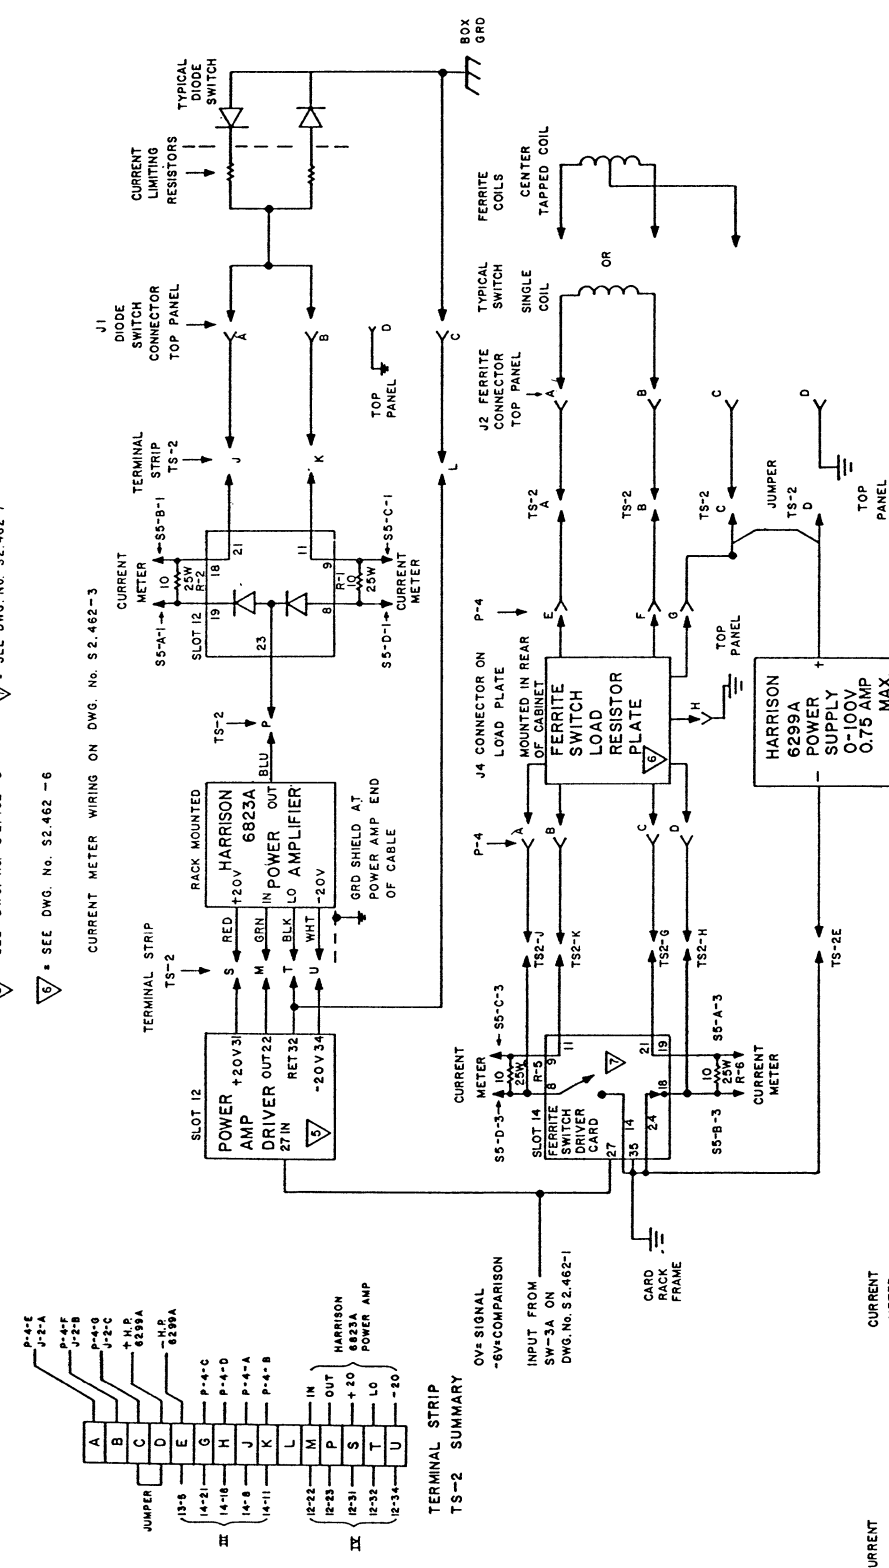 6 = SEE DWG. No. S2.462-6
CURRENT METER WIRING ON DWG. No. S2.462-3
TYPICAL
DIODE
SWITCH
BOX
GRD
CURRENT
LIMITING
RESISTORS
J1
DIODE
SWITCH
CONNECTOR
TOP PANEL
A
B
D
C
TOP
PANEL
TERMINAL
STRIP
TS-2
J
K
L
CURRENT
METER
S5-A-1
S5-B-1
10
25W
R-2
19
18
21
SLOT 12
23
11
9
8
R-1
10
25W
S5-C-1
S5-D-1
CURRENT
METER
TS-2
P
BLU
RACK MOUNTED
HARRISON
6823A
POWER
AMPLIFIER
+20V
IN
LO
-20V
OUT
RED
GRN
BLK
WHT
GRD SHIELD AT
POWER AMP END
OF CABLE
TERMINAL STRIP
TS-2
S
M
T
U
SLOT 12
POWER
AMP
DRIVER
+20V 31
OUT 22
RET 32
-20V 34
27 IN
5
FERRITE
COILS
CENTER
TAPPED COIL
OR
TYPICAL
SWITCH
SINGLE
COIL
J2 FERRITE
CONNECTOR
TOP PANEL
A
B
C
D
TS-2
A
TS-2
B
TS-2
C
JUMPER
TS-2
D
TOP
PANEL
P-4
E
F
G
H
TOP
PANEL
J4 CONNECTOR ON
LOAD PLATE
MOUNTED IN REAR
OF CABINET
FERRITE
SWITCH
LOAD
RESISTOR
PLATE
6
HARRISON
6299A
POWER
SUPPLY
0-100V
0.75 AMP
MAX
+
-
P-4
A
B
C
D
TS2-J
TS2-K
TS2-G
TS2-H
TS-2E
CURRENT
METER
S5-D-3
S5-C-3
10
25W
R-5
8
9
11
SLOT 14
FERRITE
SWITCH
DRIVER
CARD
7
21
19
18
14
24
27
35
10
25W
R-6
S5-A-3
S5-B-3
CURRENT
METER
CARD
RACK
FRAME
0V= SIGNAL
-6V=COMPARISON
INPUT FROM
SW-3A ON
DWG. No. S2.462-1
P-4-E
J-2-A
P-4-F
J-2-B
P-4-G
J-2-C
+ H.P.
6299A
- H.P.
6299A
A
B
C
D
E
G
H
J
K
L
M
P
S
T
U
JUMPER
P-4-C
P-4-D
P-4-A
P-4-B
IN
OUT
+ 20
LO
- 20
HARRISON
6823A
POWER AMP
14-21
14-18
14-8
14-11
12-22
12-23
12-31
12-32
12-34
III
IV
TERMINAL STRIP
TS-2 SUMMARY
CURRENT